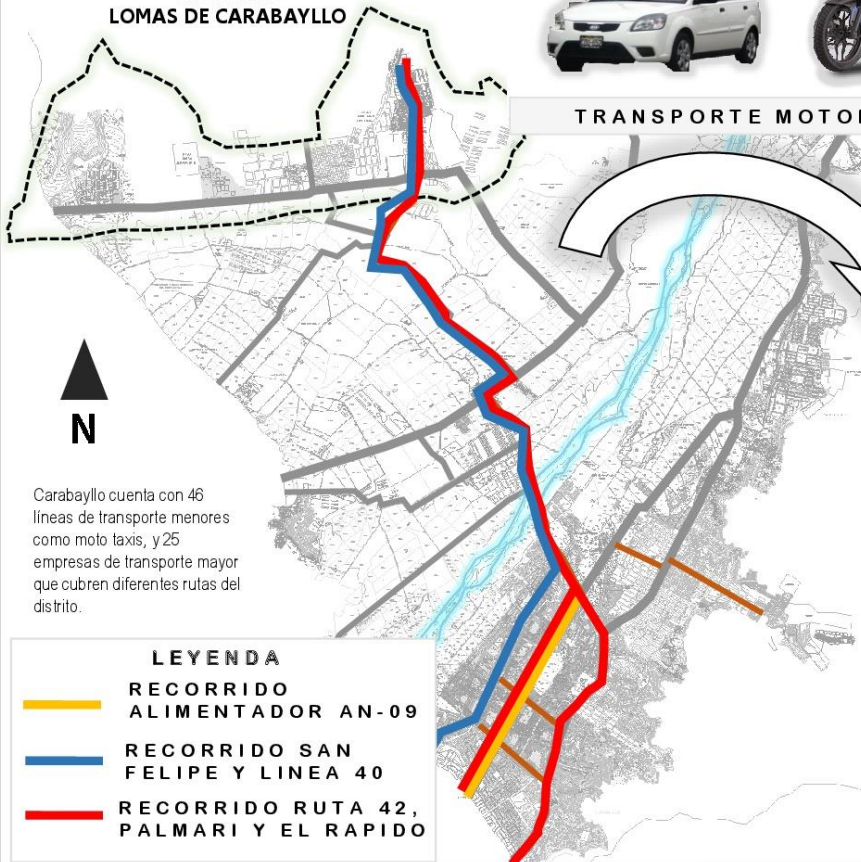 LOMAS DE CARABAYLLO
TRANSPORTE MOTO
N
Carabayllo cuenta con 46
líneas de transporte menores
como moto taxis, y 25
empresas de transporte mayor
que cubren diferentes rutas del
distrito.
LEYENDA
RECORRIDO
ALIMENTADOR AN-09
RECORRIDO SAN
FELIPE Y LINEA 40
RECORRIDO RUTA 42,
PALMARI Y EL RAPIDO